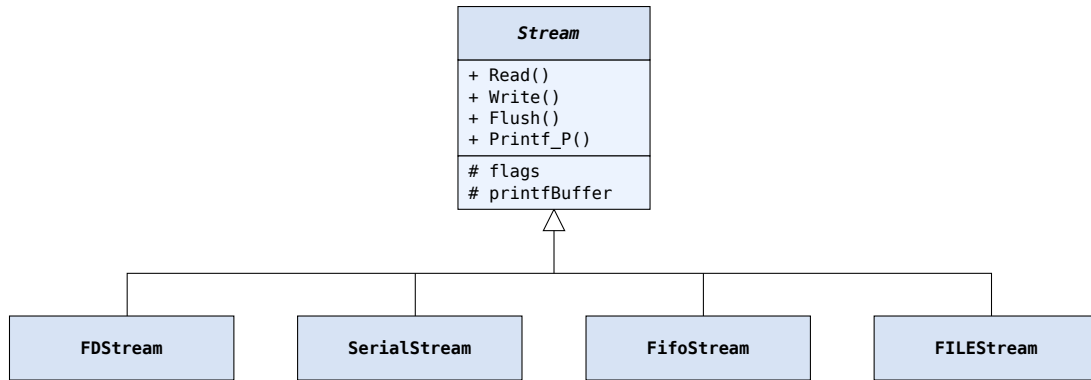 Stream
+ Read()
+ Write()
+ Flush()
+ Printf_P()
# flags
# printfBuffer
FDStream
SerialStream
FifoStream
FILEStream